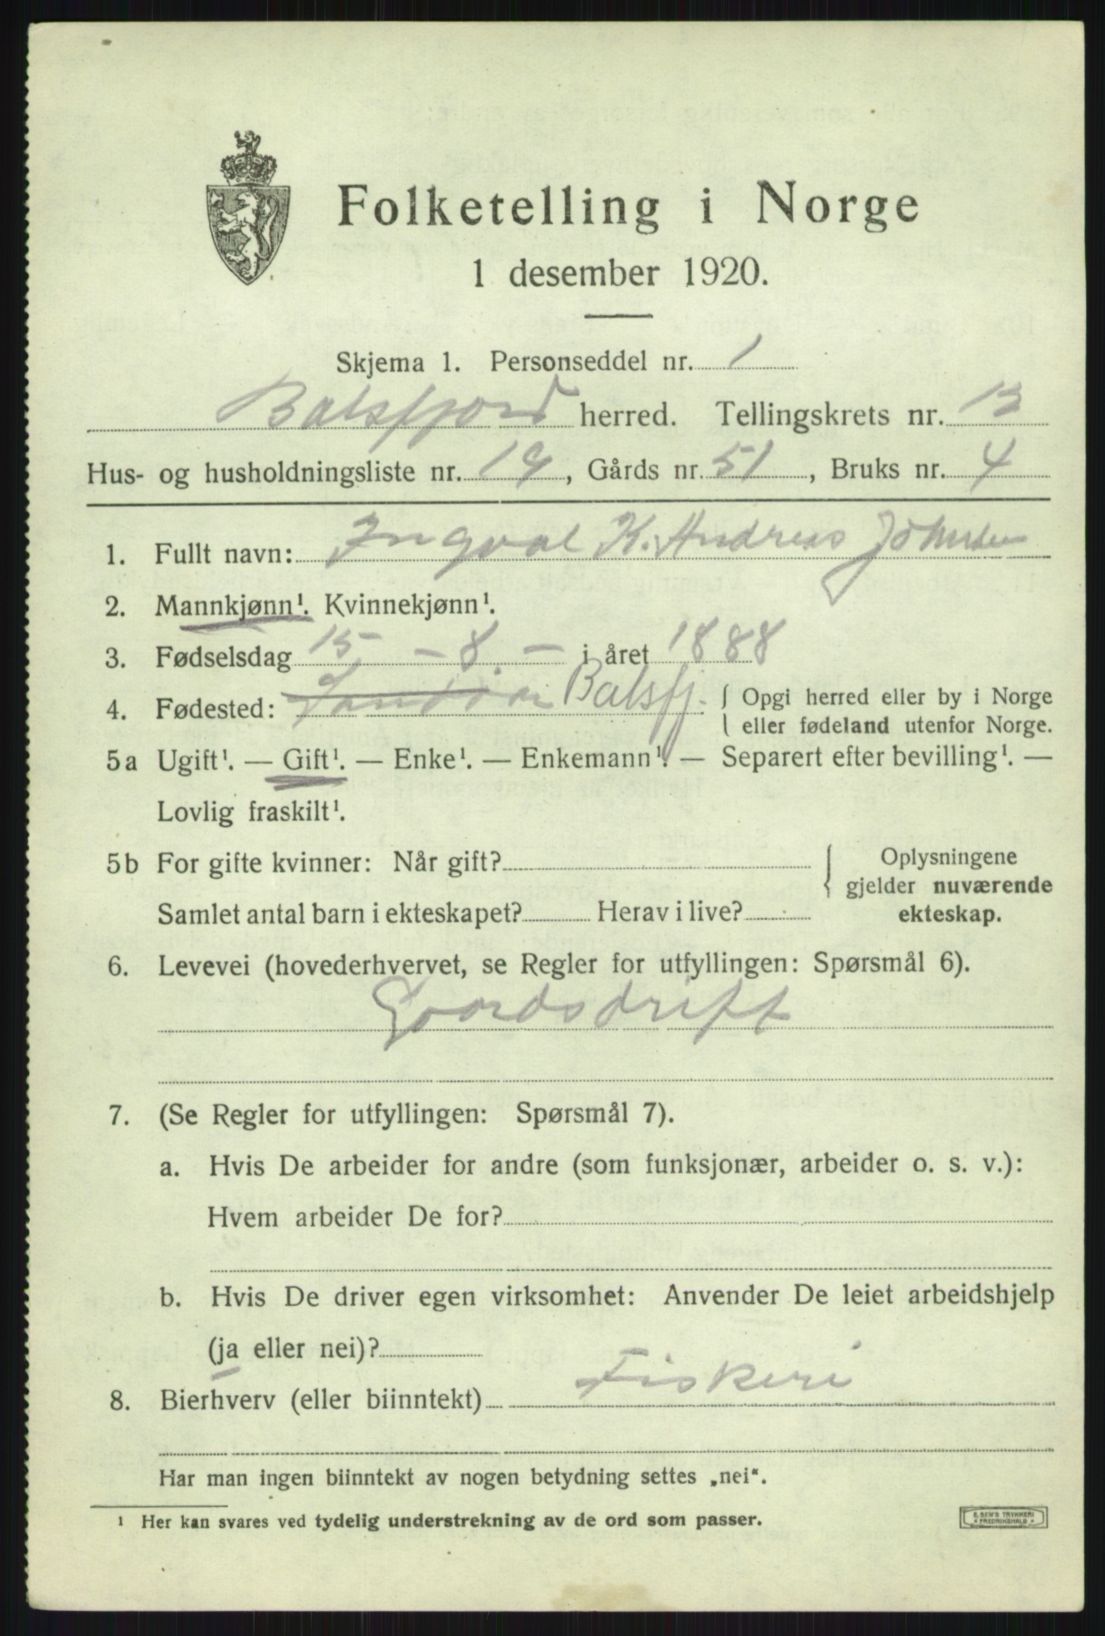 Folketelling i Norge
1 desember 1920.
Skjema 1. Personseddel nr. 1
Balsfjord herred. Tellingskrets nr. 13
Hus- og husholdningsliste nr. 19, Gårds nr. 51, Bruks nr. 4
1. Fullt navn: Ingval K. Andreas Johnsen
2. Mannkjønn¹. Kvinnekjønn¹.
3. Fødselsdag 15 - 8. - i året 1888
4. Fødested: Balsfj. { Opgi herred eller by i Norge
eller fødeland utenfor Norge.
5a Ugift¹. — Gift¹. — Enke¹. — Enkemann¹. — Separert efter bevilling¹. —
Lovlig fraskilt¹.
5b For gifte kvinner: Når gift? { Oplysningene
gjelder nuværende
Samlet antal barn i ekteskapet? Herav i live? ekteskap.
6. Levevei (hovederhvervet, se Regler for utfyllingen: Spørsmål 6).
Gaardsdrift
7. (Se Regler for utfyllingen: Spørsmål 7).
a. Hvis De arbeider for andre (som funksjonær, arbeider o. s. v.):
Hvem arbeider De for?
b. Hvis De driver egen virksomhet: Anvender De leiet arbeidshjelp
(ja eller nei)?
8. Bierhverv (eller biinntekt) Fiskeri
Har man ingen biinntekt av nogen betydning settes „nei“.
¹ Her kan svares ved tydelig understrekning av de ord som passer.
E. SEM'S TRYKKERI
FREDRIKSHALD